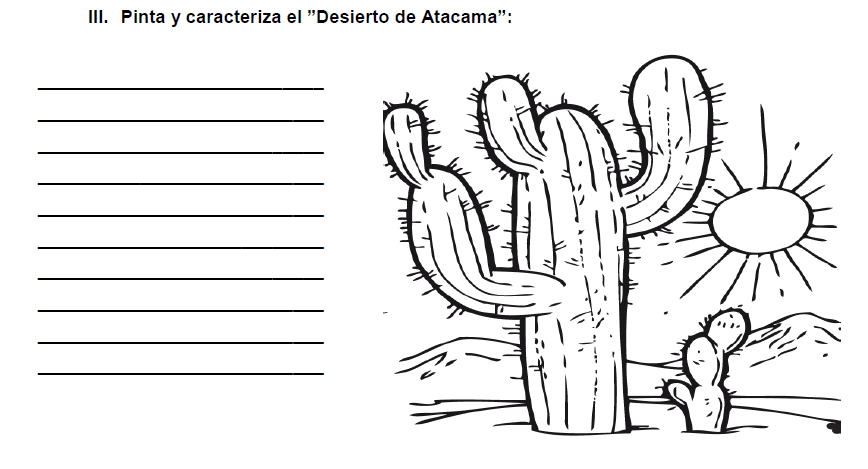 III. Pinta y caracteriza el ”Desierto de Atacama”: